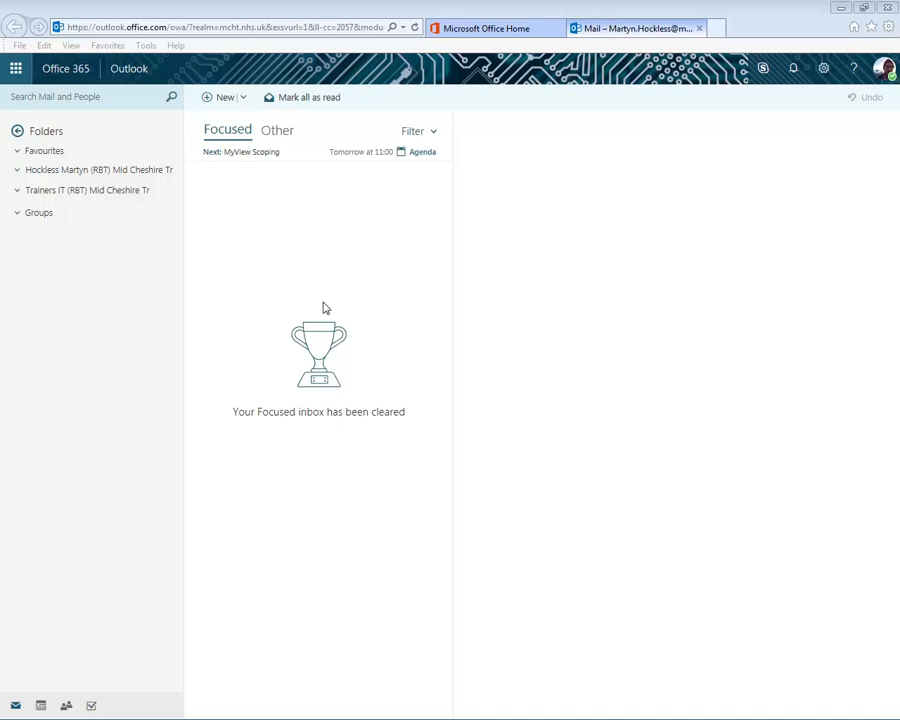 https://outlook.office.com/owa/?realm=mcht.nhs.uk&exsvurl=1&ll-cc=2057&modu
Microsoft Office Home
Mail – Martyn.Hockless@m...
File Edit View Favorites Tools Help
Office 365 Outlook
Search Mail and People
New
Mark all as read
Undo
Folders
Favourites
Hockless Martyn (RBT) Mid Cheshire Tr
Trainers IT (RBT) Mid Cheshire Tr
Groups
Focused Other
Filter
Next: MyView Scoping
Tomorrow at 11:00
Agenda
Your Focused inbox has been cleared